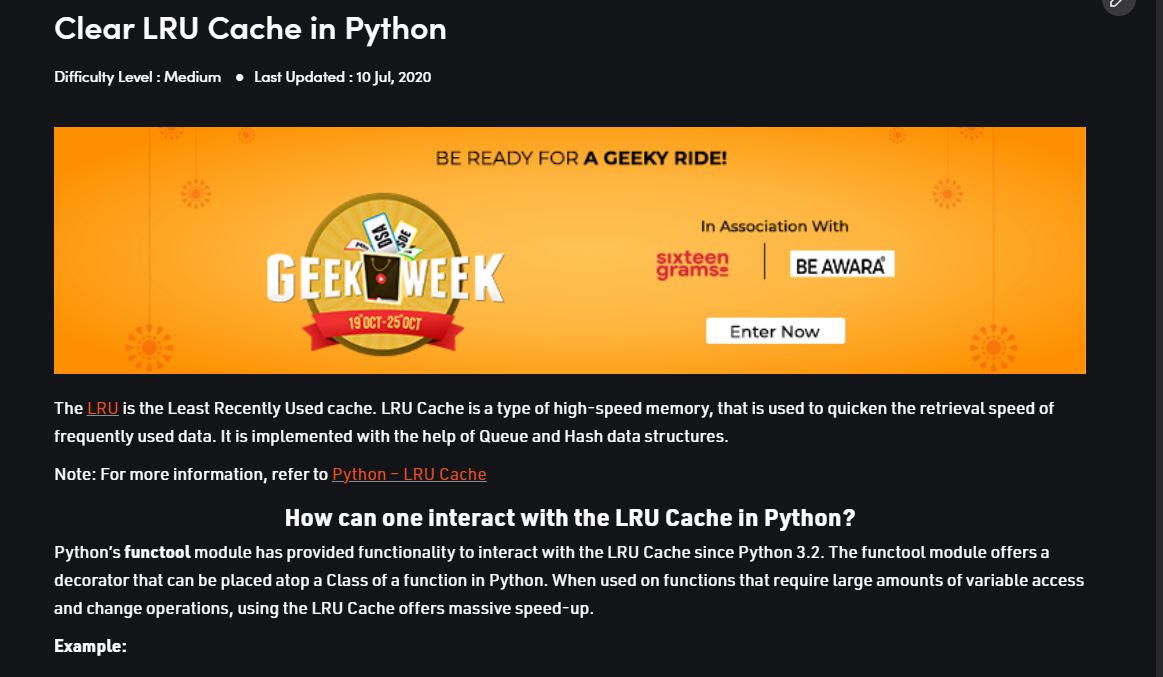 Clear LRU Cache in Python
Difficulty Level : Medium ● Last Updated : 10 Jul, 2020
BE READY FOR A GEEKY RIDE!
DSA
SDE
GEEK WEEK
19th OCT-25th OCT
In Association With
sixteen grams
BE AWARA
Enter Now
The LRU is the Least Recently Used cache. LRU Cache is a type of high-speed memory, that is used to quicken the retrieval speed of
frequently used data. It is implemented with the help of Queue and Hash data structures.
Note: For more information, refer to Python – LRU Cache
How can one interact with the LRU Cache in Python?
Python's functool module has provided functionality to interact with the LRU Cache since Python 3.2. The functool module offers a
decorator that can be placed atop a Class of a function in Python. When used on functions that require large amounts of variable access
and change operations, using the LRU Cache offers massive speed-up.
Example: